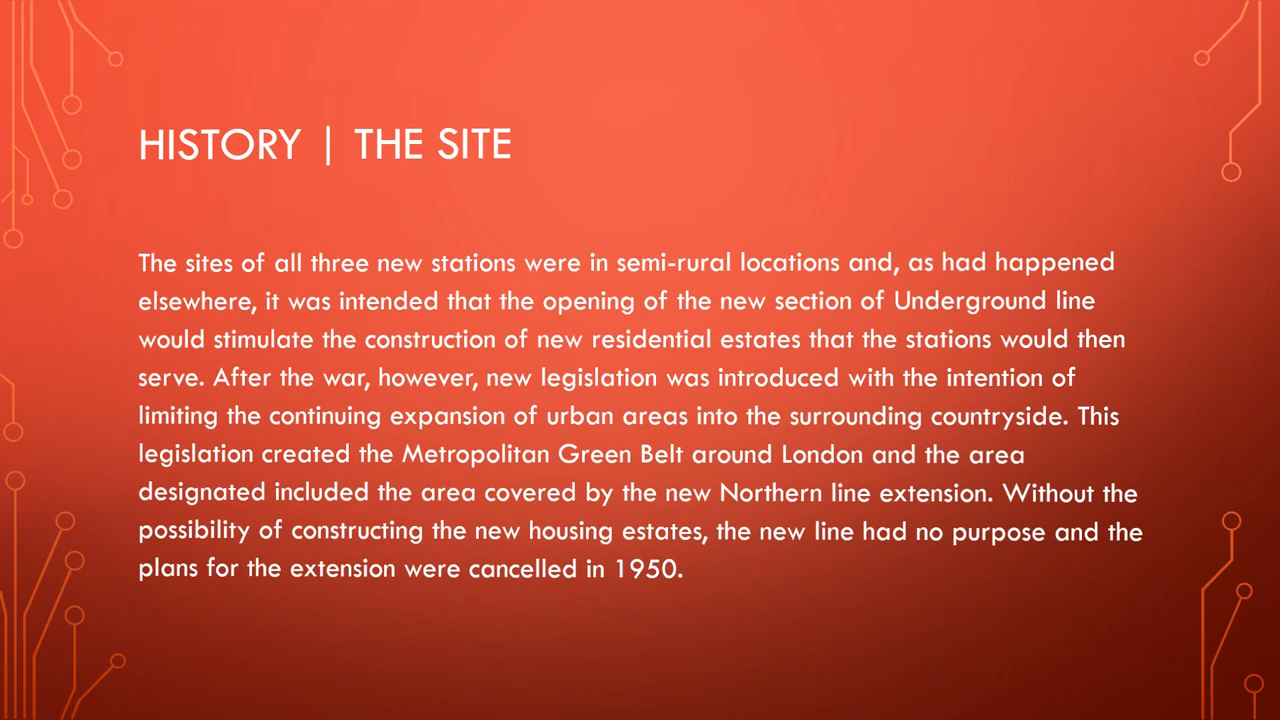 HISTORY | THE SITE
The sites of all three new stations were in semi-rural locations and, as had happened
elsewhere, it was intended that the opening of the new section of Underground line
would stimulate the construction of new residential estates that the stations would then
serve. After the war, however, new legislation was introduced with the intention of
limiting the continuing expansion of urban areas into the surrounding countryside. This
legislation created the Metropolitan Green Belt around London and the area
designated included the area covered by the new Northern line extension. Without the
possibility of constructing the new housing estates, the new line had no purpose and the
plans for the extension were cancelled in 1950.